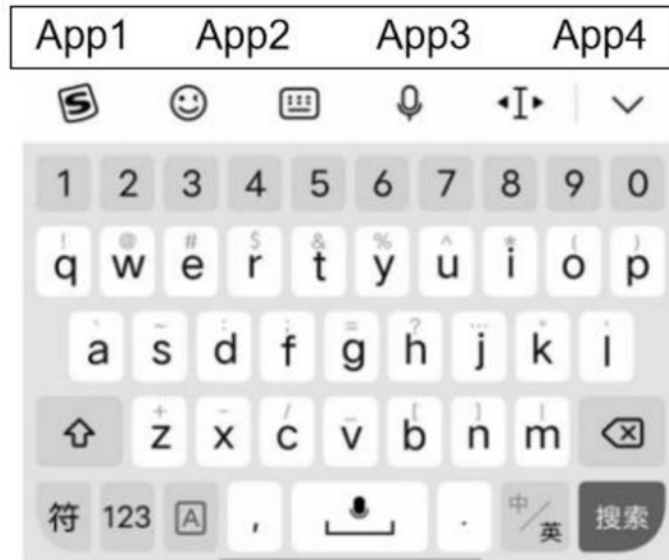 App1 App2 App3 App4
S
1 2 3 4 5 6 7 8 9 0
! @ # $ & % ^ * ( )
q w e r t y u i o p
a s d f g h j k l
z x c v b n m
符 123 A , . 中/英 搜索